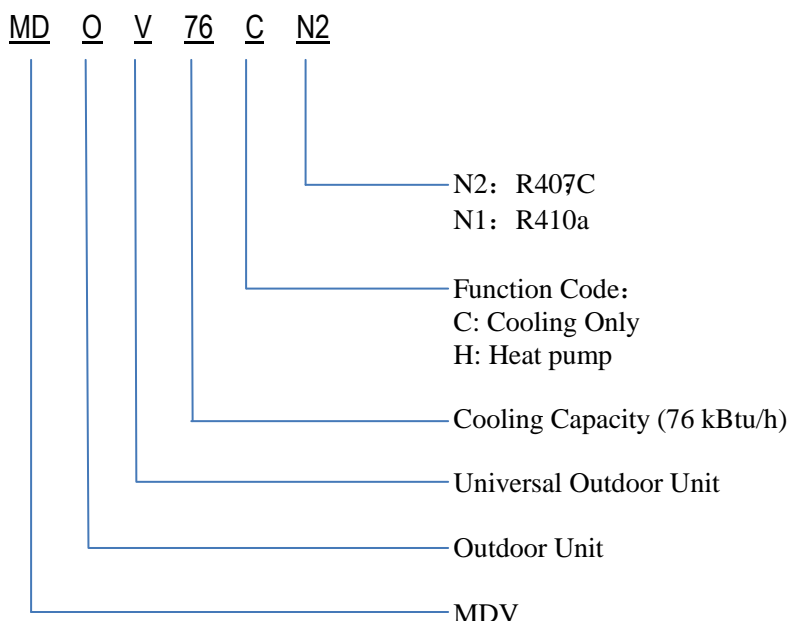 MD O V 76 C N2
N2：R407C
N1：R410a
Function Code：
C: Cooling Only
H: Heat pump
Cooling Capacity (76 kBtu/h)
Universal Outdoor Unit
Outdoor Unit
MDV